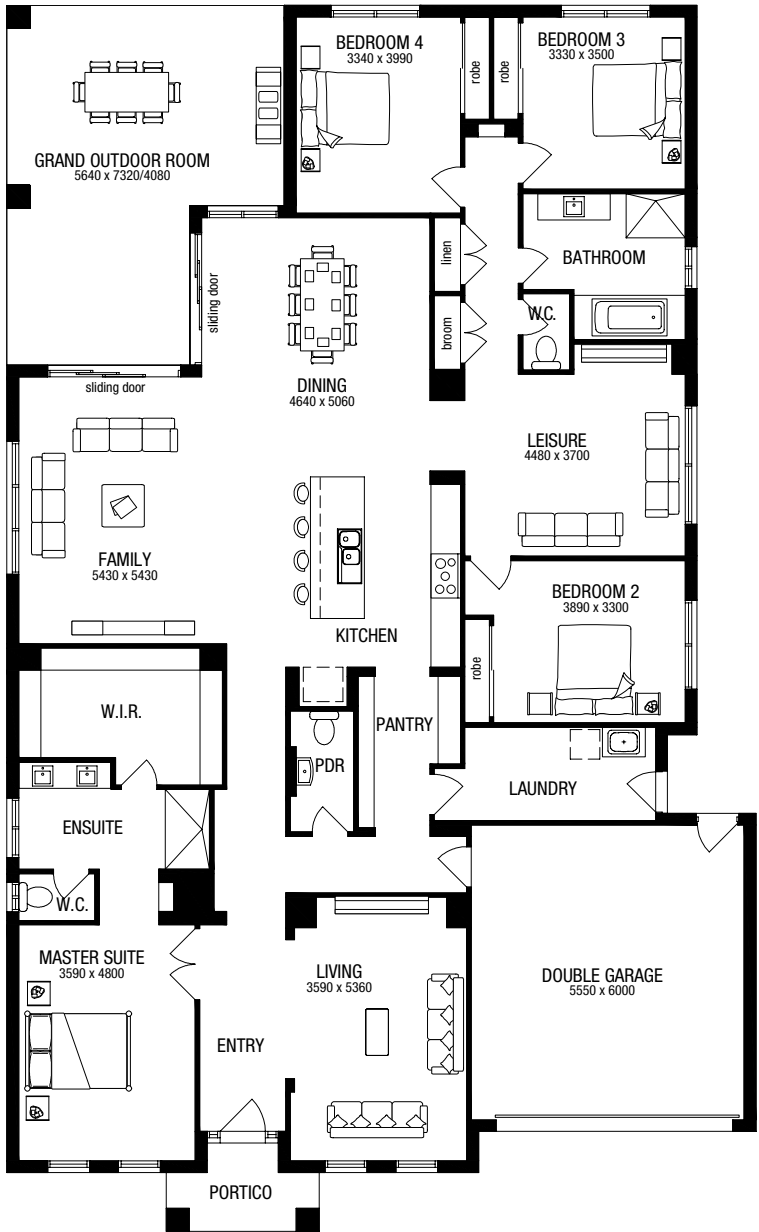 BEDROOM 4
3340 x 3990
robe
robe
BEDROOM 3
3330 x 3500
GRAND OUTDOOR ROOM
5640 x 7320/4080
linen
BATHROOM
sliding door
broom
W.C.
sliding door
DINING
4640 x 5060
LEISURE
4480 x 3700
FAMILY
5430 x 5430
BEDROOM 2
3890 x 3300
KITCHEN
robe
W.I.R.
PANTRY
PDR
LAUNDRY
ENSUITE
W.C.
MASTER SUITE
3590 x 4800
LIVING
3590 x 5360
DOUBLE GARAGE
5550 x 6000
ENTRY
PORTICO